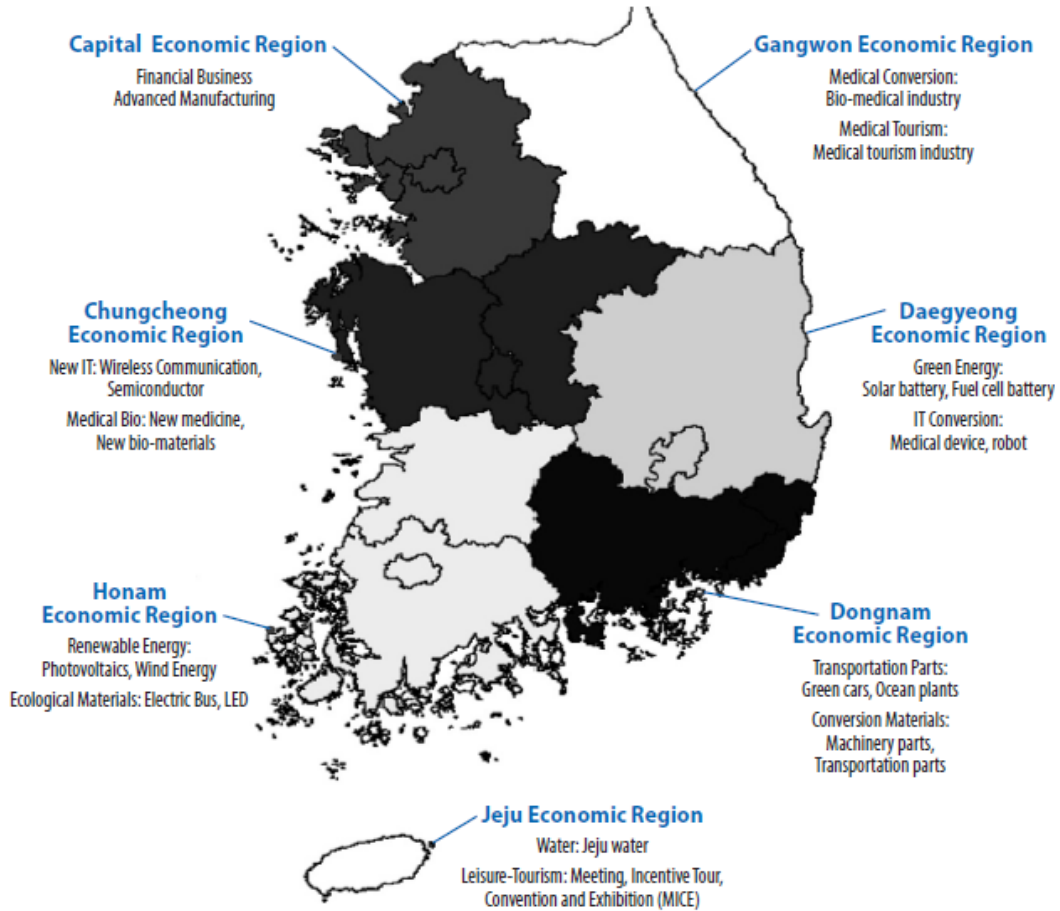 Capital Economic Region
Financial Business
Advanced Manufacturing
Gangwon Economic Region
Medical Conversion:
Bio-medical industry
Medical Tourism:
Medical tourism industry
Chungcheong
Economic Region
New IT: Wireless Communication,
Semiconductor
Medical Bio: New medicine,
New bio-materials
Daegyeong
Economic Region
Green Energy:
Solar battery, Fuel cell battery
IT Conversion:
Medical device, robot
Honam
Economic Region
Renewable Energy:
Photovoltaics, Wind Energy
Ecological Materials: Electric Bus, LED
Dongnam
Economic Region
Transportation Parts:
Green cars, Ocean plants
Conversion Materials:
Machinery parts,
Transportation parts
Jeju Economic Region
Water: Jeju water
Leisure-Tourism: Meeting, Incentive Tour,
Convention and Exhibition (MICE)